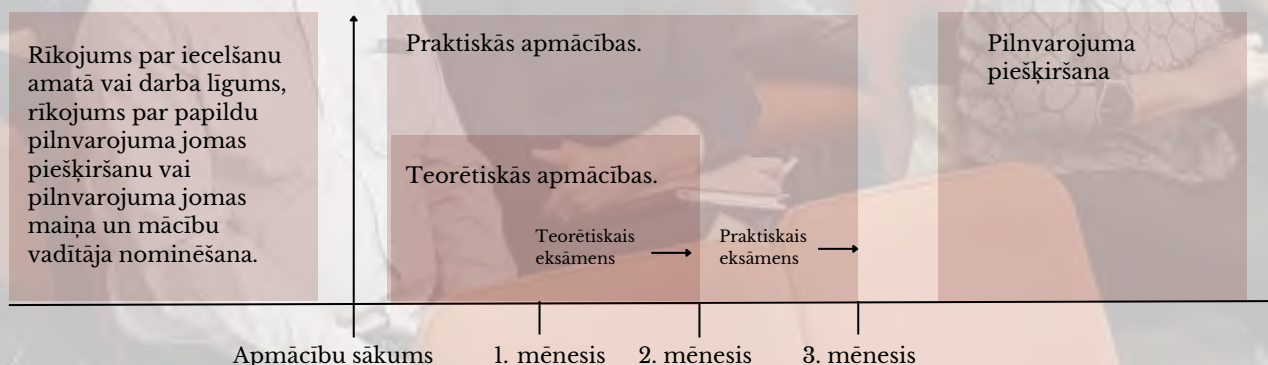 Rīkojums par iecelšanu
amatā vai darba līgums,
rīkojums par papildu
pilnvarojuma jomas
piešķiršanu vai
pilnvarojuma jomas
maiņa un mācību
vadītāja nominēšana.
Praktiskās apmācības.
Teorētiskās apmācības.
Teorētiskais
eksāmens
Praktiskais
eksāmens
Pilnvarojuma
piešķiršana
Apmācību sākums
1. mēnesis
2. mēnesis
3. mēnesis